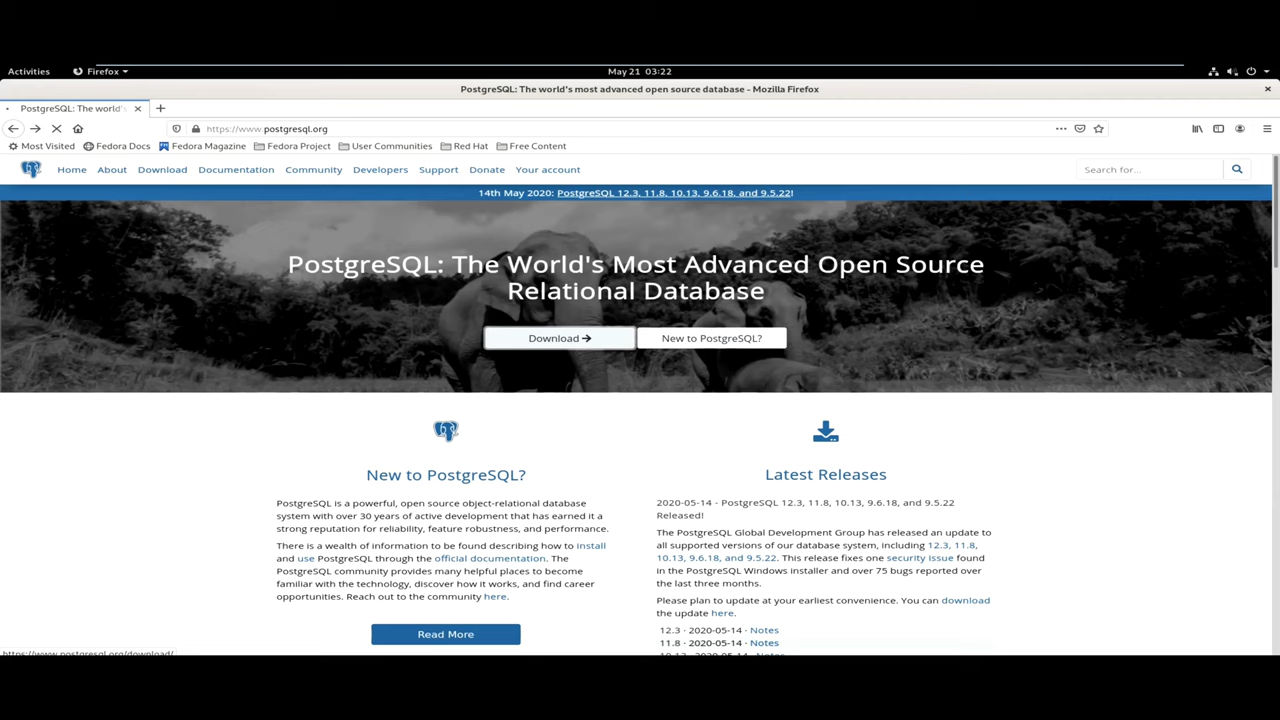 Activities Firefox May 21 03:22
PostgreSQL: The world's most advanced open source database - Mozilla Firefox
PostgreSQL: The world's
https://www.postgresql.org
Most Visited Fedora Docs Fedora Magazine Fedora Project User Communities Red Hat Free Content
Home About Download Documentation Community Developers Support Donate Your account Search for...
14th May 2020: PostgreSQL 12.3, 11.8, 10.13, 9.6.18, and 9.5.22!
PostgreSQL: The World's Most Advanced Open Source
Relational Database
Download New to PostgreSQL?
New to PostgreSQL?
PostgreSQL is a powerful, open source object-relational database
system with over 30 years of active development that has earned it a
strong reputation for reliability, feature robustness, and performance.
There is a wealth of information to be found describing how to install
and use PostgreSQL through the official documentation. The
PostgreSQL community provides many helpful places to become
familiar with the technology, discover how it works, and find career
opportunities. Reach out to the community here.
Read More
Latest Releases
2020-05-14 - PostgreSQL 12.3, 11.8, 10.13, 9.6.18, and 9.5.22
Released!
The PostgreSQL Global Development Group has released an update to
all supported versions of our database system, including 12.3, 11.8,
10.13, 9.6.18, and 9.5.22. This release fixes one security issue found
in the PostgreSQL Windows installer and over 75 bugs reported over
the last three months.
Please plan to update at your earliest convenience. You can download
the update here.
12.3 · 2020-05-14 · Notes
11.8 · 2020-05-14 · Notes
10.13 · 2020-05-14 · Notes
https://www.postgresql.org/download/